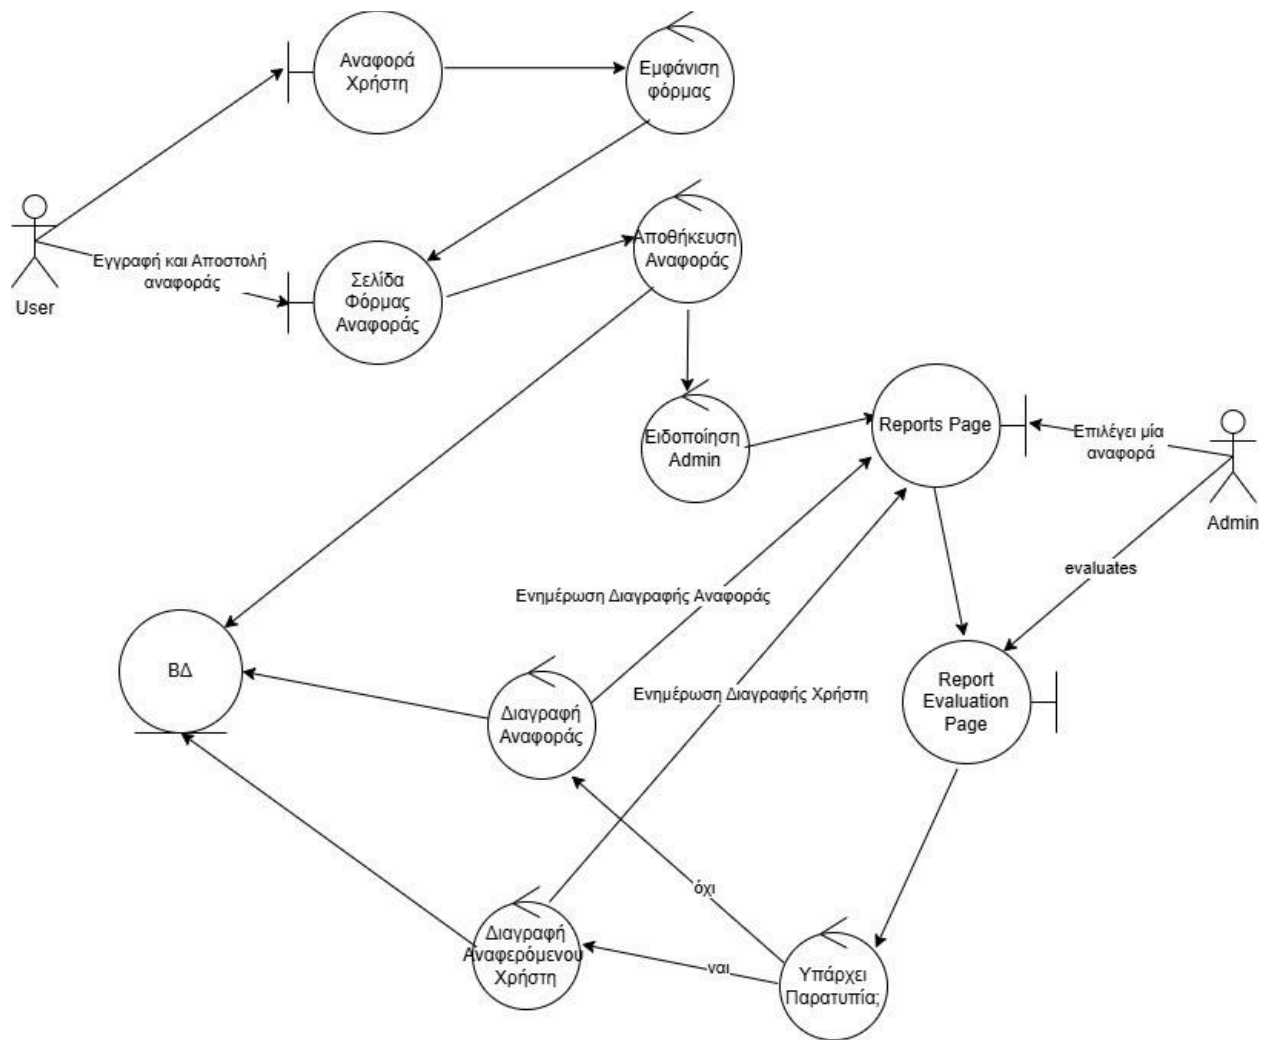 Αναφορά
Χρήστη
Εμφάνιση
φόρμας
User
Εγγραφή και Αποστολή
αναφοράς
Σελίδα
Φόρμας
Αναφοράς
Αποθήκευση
Αναφοράς
Ειδοποίηση
Admin
Reports Page
Επιλέγει μία
αναφορά
Admin
evaluates
Ενημέρωση Διαγραφής Αναφοράς
ΒΔ
Ενημέρωση Διαγραφής Χρήστη
Report
Evaluation
Page
Διαγραφή
Αναφοράς
όχι
Διαγραφή
Αναφερόμενου
Χρήστη
ναι
Υπάρχει
Παρατυπία;